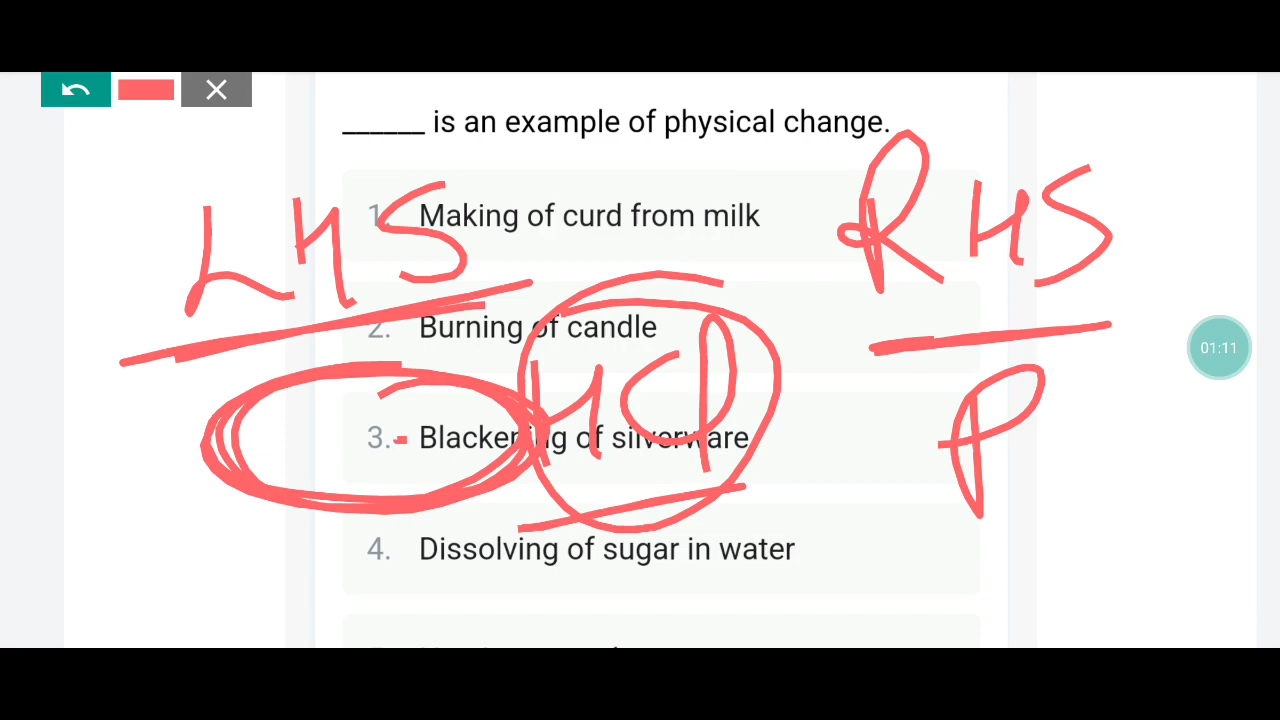 ______ is an example of physical change.
1. Making of curd from milk
LHS
RHS
2. Burning of candle
01:11
HCP
P
3. Blackening of silverware
4. Dissolving of sugar in water